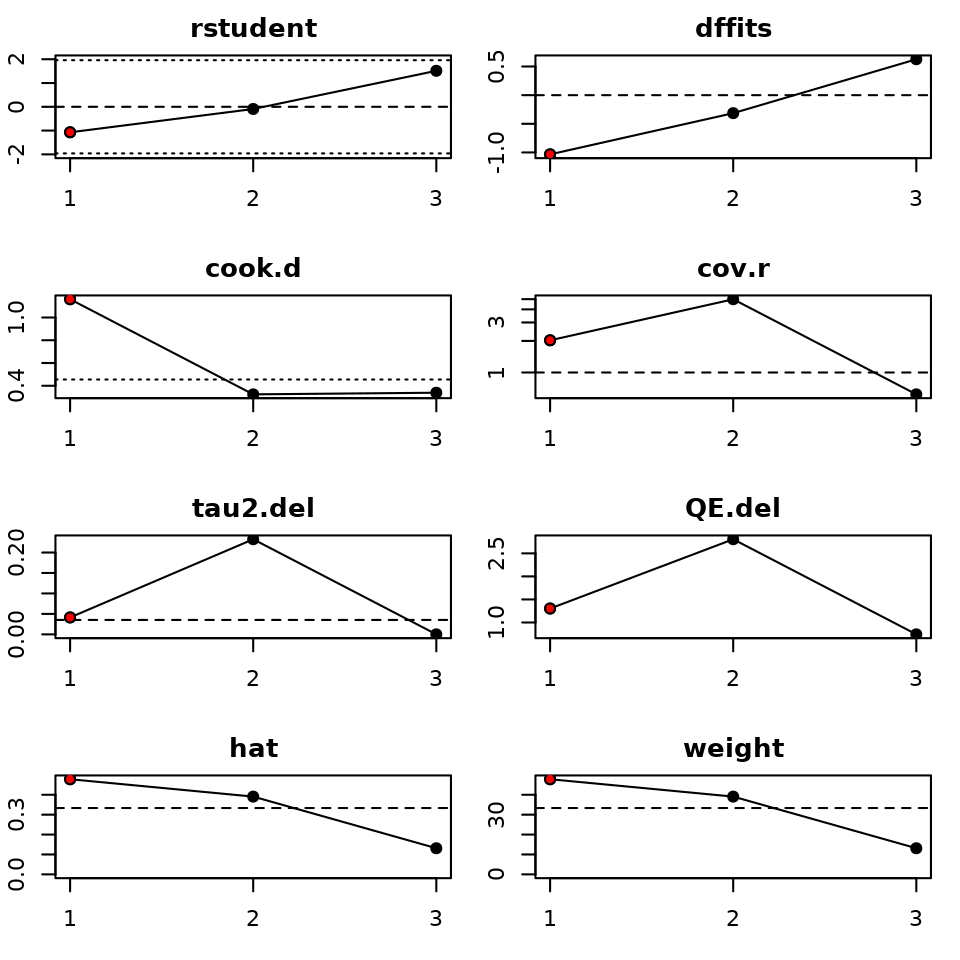 rstudent
-2 0 2
1 2 3
dffits
-1.0 0.5
1 2 3
cook.d
0.4 1.0
1 2 3
cov.r
1 3
1 2 3
tau2.del
0.00 0.20
1 2 3
QE.del
1.0 2.5
1 2 3
hat
0.0 0.3
1 2 3
weight
0 30
1 2 3